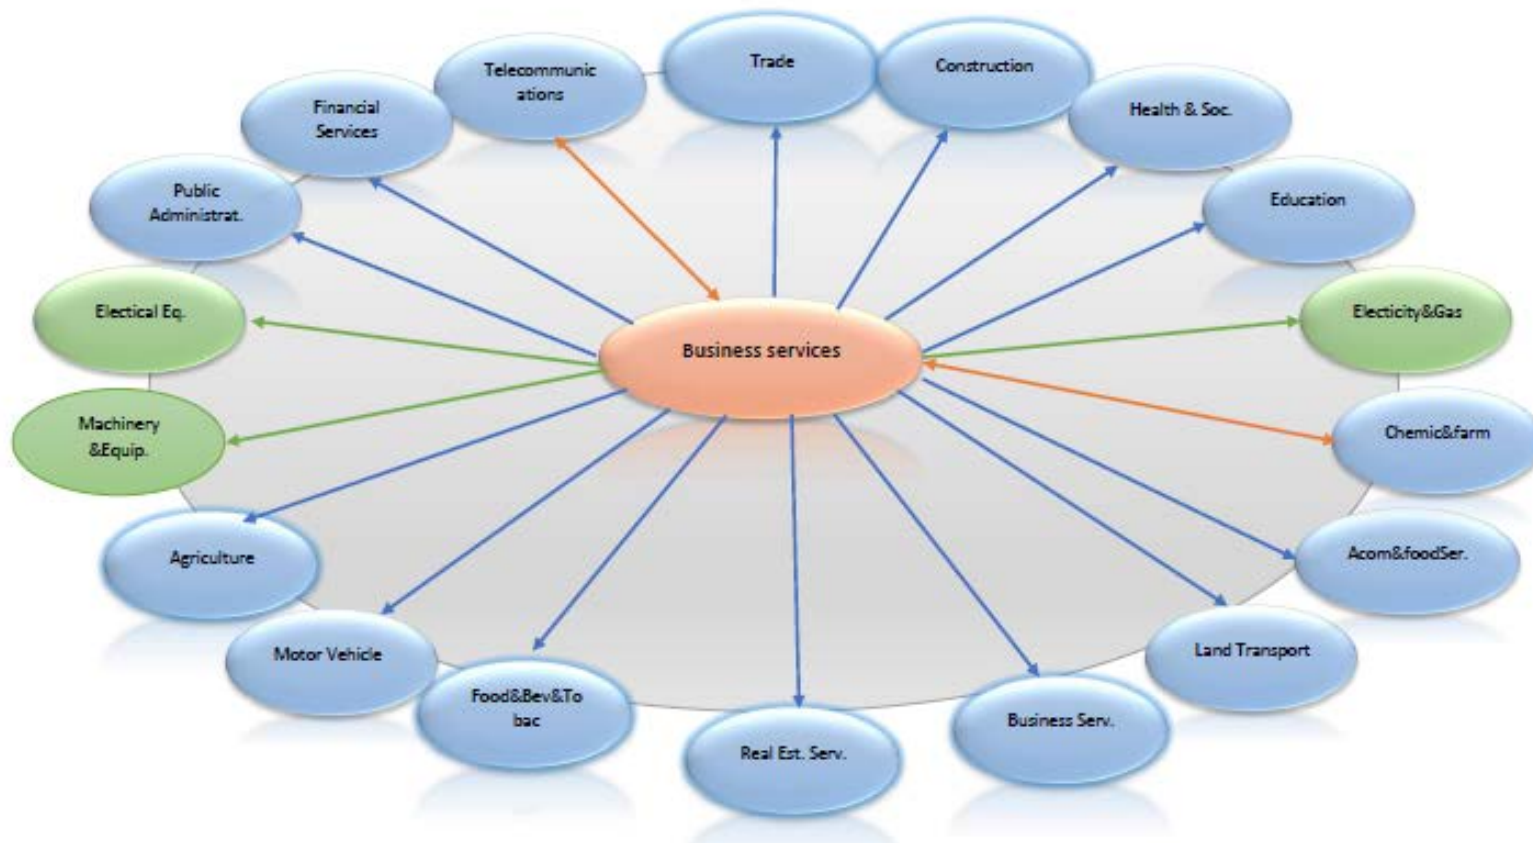 Trade
Construction
Telecommunic
ations
Financial
Services
Health & Soc.
Public
Administrat.
Education
Electical Eq.
Electicity&Gas
Business services
Machinery
&Equip.
Chemic&farm
Agriculture
Acom&foodSer.
Motor Vehicle
Land Transport
Food&Bev&To
bac
Business Serv.
Real Est. Serv.